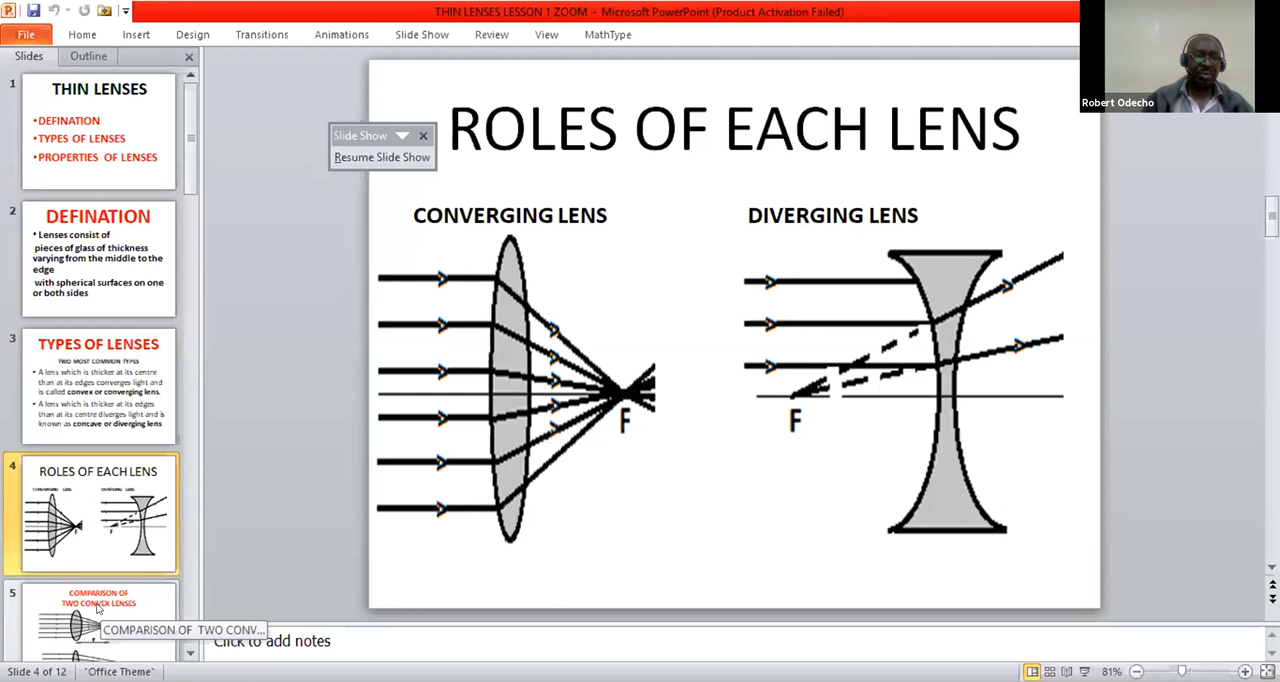 THIN LENSES LESSON 1 ZOOM - Microsoft PowerPoint (Product Activation Failed)
File Home Insert Design Transitions Animations Slide Show Review View MathType
Slides Outline
1
THIN LENSES
•DEFINATION
•TYPES OF LENSES
•PROPERTIES OF LENSES
2
DEFINATION
• Lenses consist of
pieces of glass of thickness
varying from the middle to the
edge
with spherical surfaces on one
or both sides
3
TYPES OF LENSES
TWO MOST COMMON TYPES
• A lens which is thicker at its centre
than at its edges converges light and
is called convex or converging lens.
• A lens which is thicker at its edges
than at its centre diverges light and is
known as concave or diverging lens
4
ROLES OF EACH LENS
CONVERGING LENS DIVERGING LENS
F
F
5
COMPARISON OF
TWO CONVEX LENSES
COMPARISON OF TWO CONV...
Slide Show
Resume Slide Show
ROLES OF EACH LENS
CONVERGING LENS DIVERGING LENS
F
F
Robert Odecho
Click to add notes
Slide 4 of 12 "Office Theme" 81%